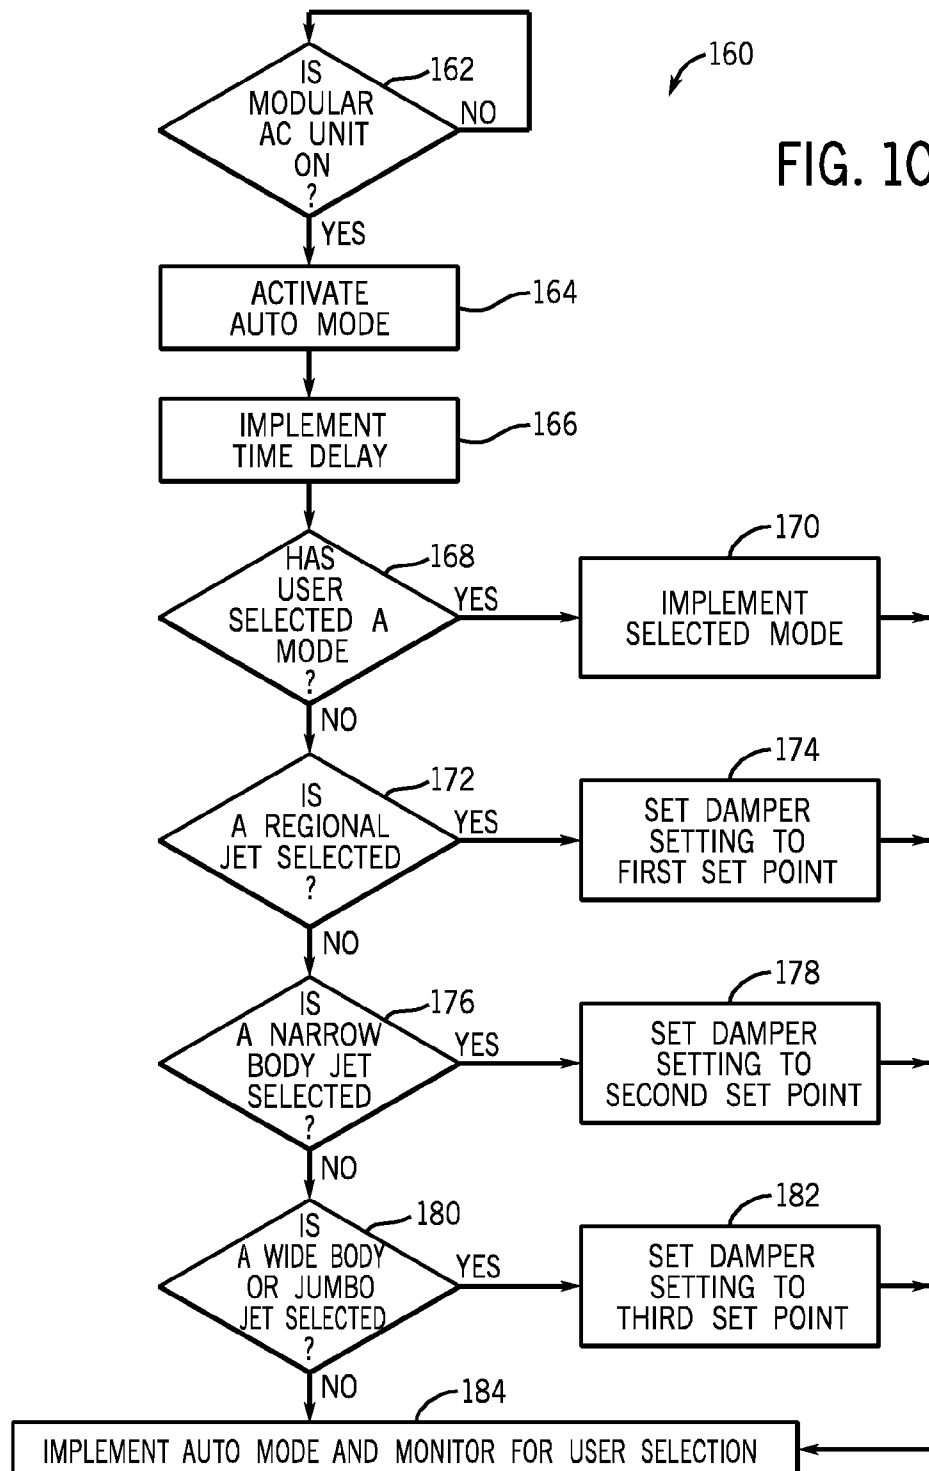 160
FIG. 10
IS
MODULAR
AC UNIT
ON
?
162
NO
YES
ACTIVATE
AUTO MODE
164
IMPLEMENT
TIME DELAY
166
HAS
USER
SELECTED A
MODE
?
168
YES
IMPLEMENT
SELECTED MODE
170
NO
IS
A REGIONAL
JET SELECTED
?
172
YES
SET DAMPER
SETTING TO
FIRST SET POINT
174
NO
IS
A NARROW
BODY JET
SELECTED
?
176
YES
SET DAMPER
SETTING TO
SECOND SET POINT
178
NO
IS
A WIDE BODY
OR JUMBO
JET SELECTED
?
180
YES
SET DAMPER
SETTING TO
THIRD SET POINT
182
NO
184
IMPLEMENT AUTO MODE AND MONITOR FOR USER SELECTION